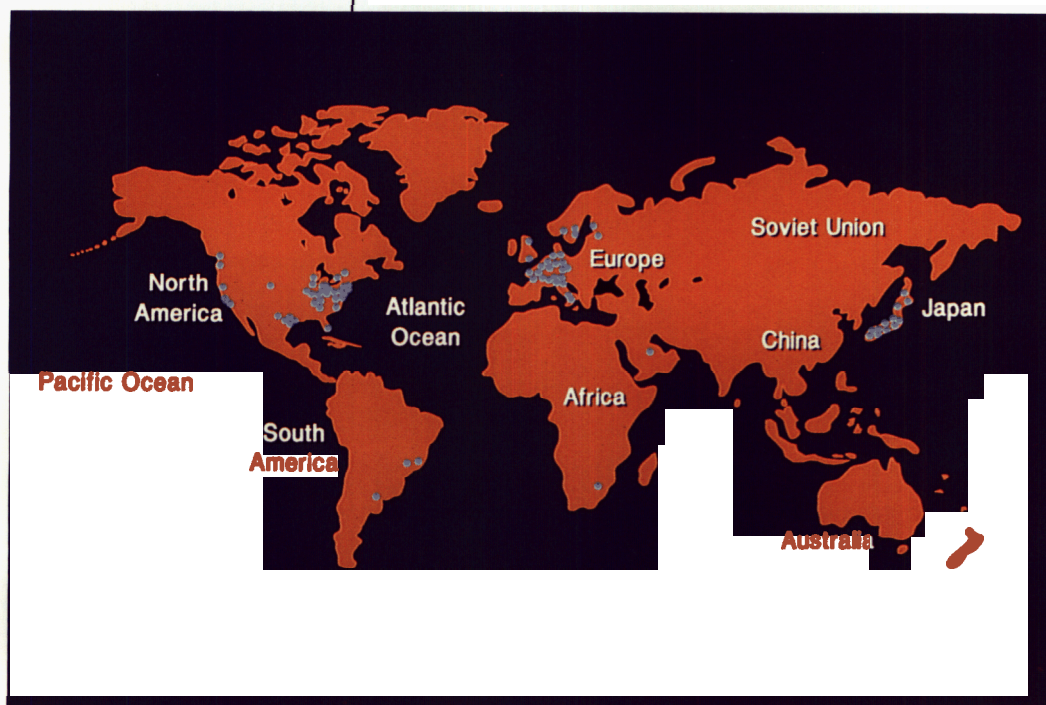 Soviet Union
Europe
North
America
Atlantic
Ocean
Japan
China
Pacific Ocean
Africa
South
America
Australia